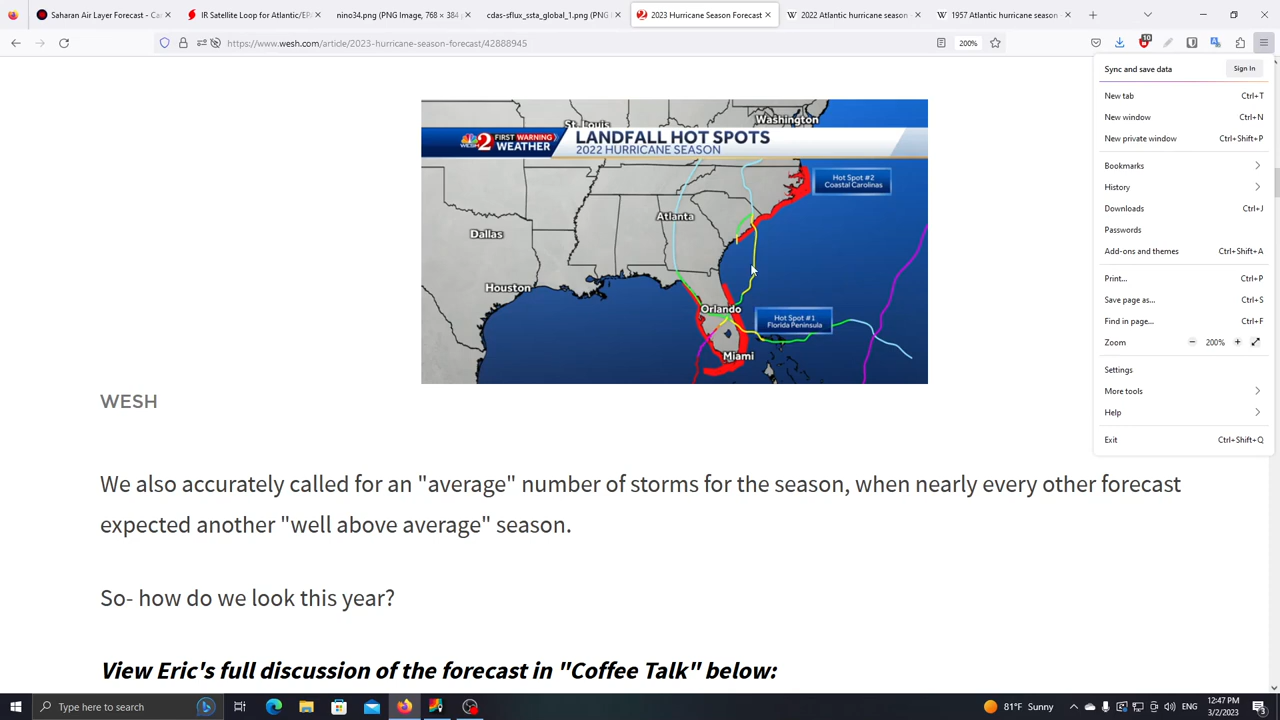 Saharan Air Layer Forecast - Ca
IR Satellite Loop for Atlantic/EP
nino34.png (PNG Image, 768 × 384
cdas-sflux_ssta_global_1.png (PNG
2023 Hurricane Season Forecast
2022 Atlantic hurricane season
1957 Atlantic hurricane season
https://www.wesh.com/article/2023-hurricane-season-forecast/42888945
200%
10
Sync and save data
Sign In
New tab Ctrl+T
New window Ctrl+N
New private window Ctrl+Shift+P
Bookmarks
History
Downloads Ctrl+J
Passwords
Add-ons and themes Ctrl+Shift+A
Print... Ctrl+P
Save page as... Ctrl+S
Find in page... Ctrl+F
Zoom 200%
Settings
More tools
Help
Exit Ctrl+Shift+Q
St. Louis
Washington
WESH 2 FIRST WARNING WEATHER
LANDFALL HOT SPOTS
2022 HURRICANE SEASON
Hot Spot #2
Coastal Carolinas
Atlanta
Dallas
Houston
Orlando
Hot Spot #1
Florida Peninsula
Miami
WESH
We also accurately called for an "average" number of storms for the season, when nearly every other forecast
expected another "well above average" season.
So- how do we look this year?
View Eric's full discussion of the forecast in "Coffee Talk" below:
Type here to search
81°F Sunny
ENG
12:47 PM
3/2/2023
3